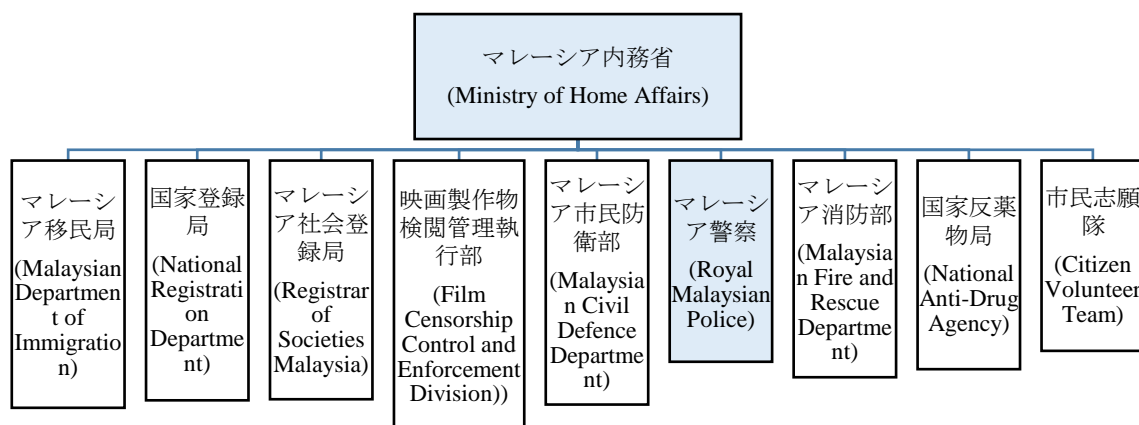 マレーシア内務省
(Ministry of Home Affairs)
マレーシ
ア移民局
(Malaysian
Departmen
t of
Immigratio
n)
国家登録
局
(National
Registrati
on
Departme
nt)
マレーシ
ア社会登
録局
(Registrar
of
Societies
Malaysia)
映画製作物
検閲管理執
行部
(Film
Censorship
Control and
Enforcement
Division))
マレーシ
ア市民防
衛部
(Malaysia
n Civil
Defence
Departme
nt)
マレーシ
ア警察
(Royal
Malaysian
Police)
マレーシ
ア消防部
(Malaysia
n Fire and
Rescue
Departme
nt)
国家反薬
物局
(National
Anti-Drug
Agency)
市民志願
隊
(Citizen
Volunteer
Team)